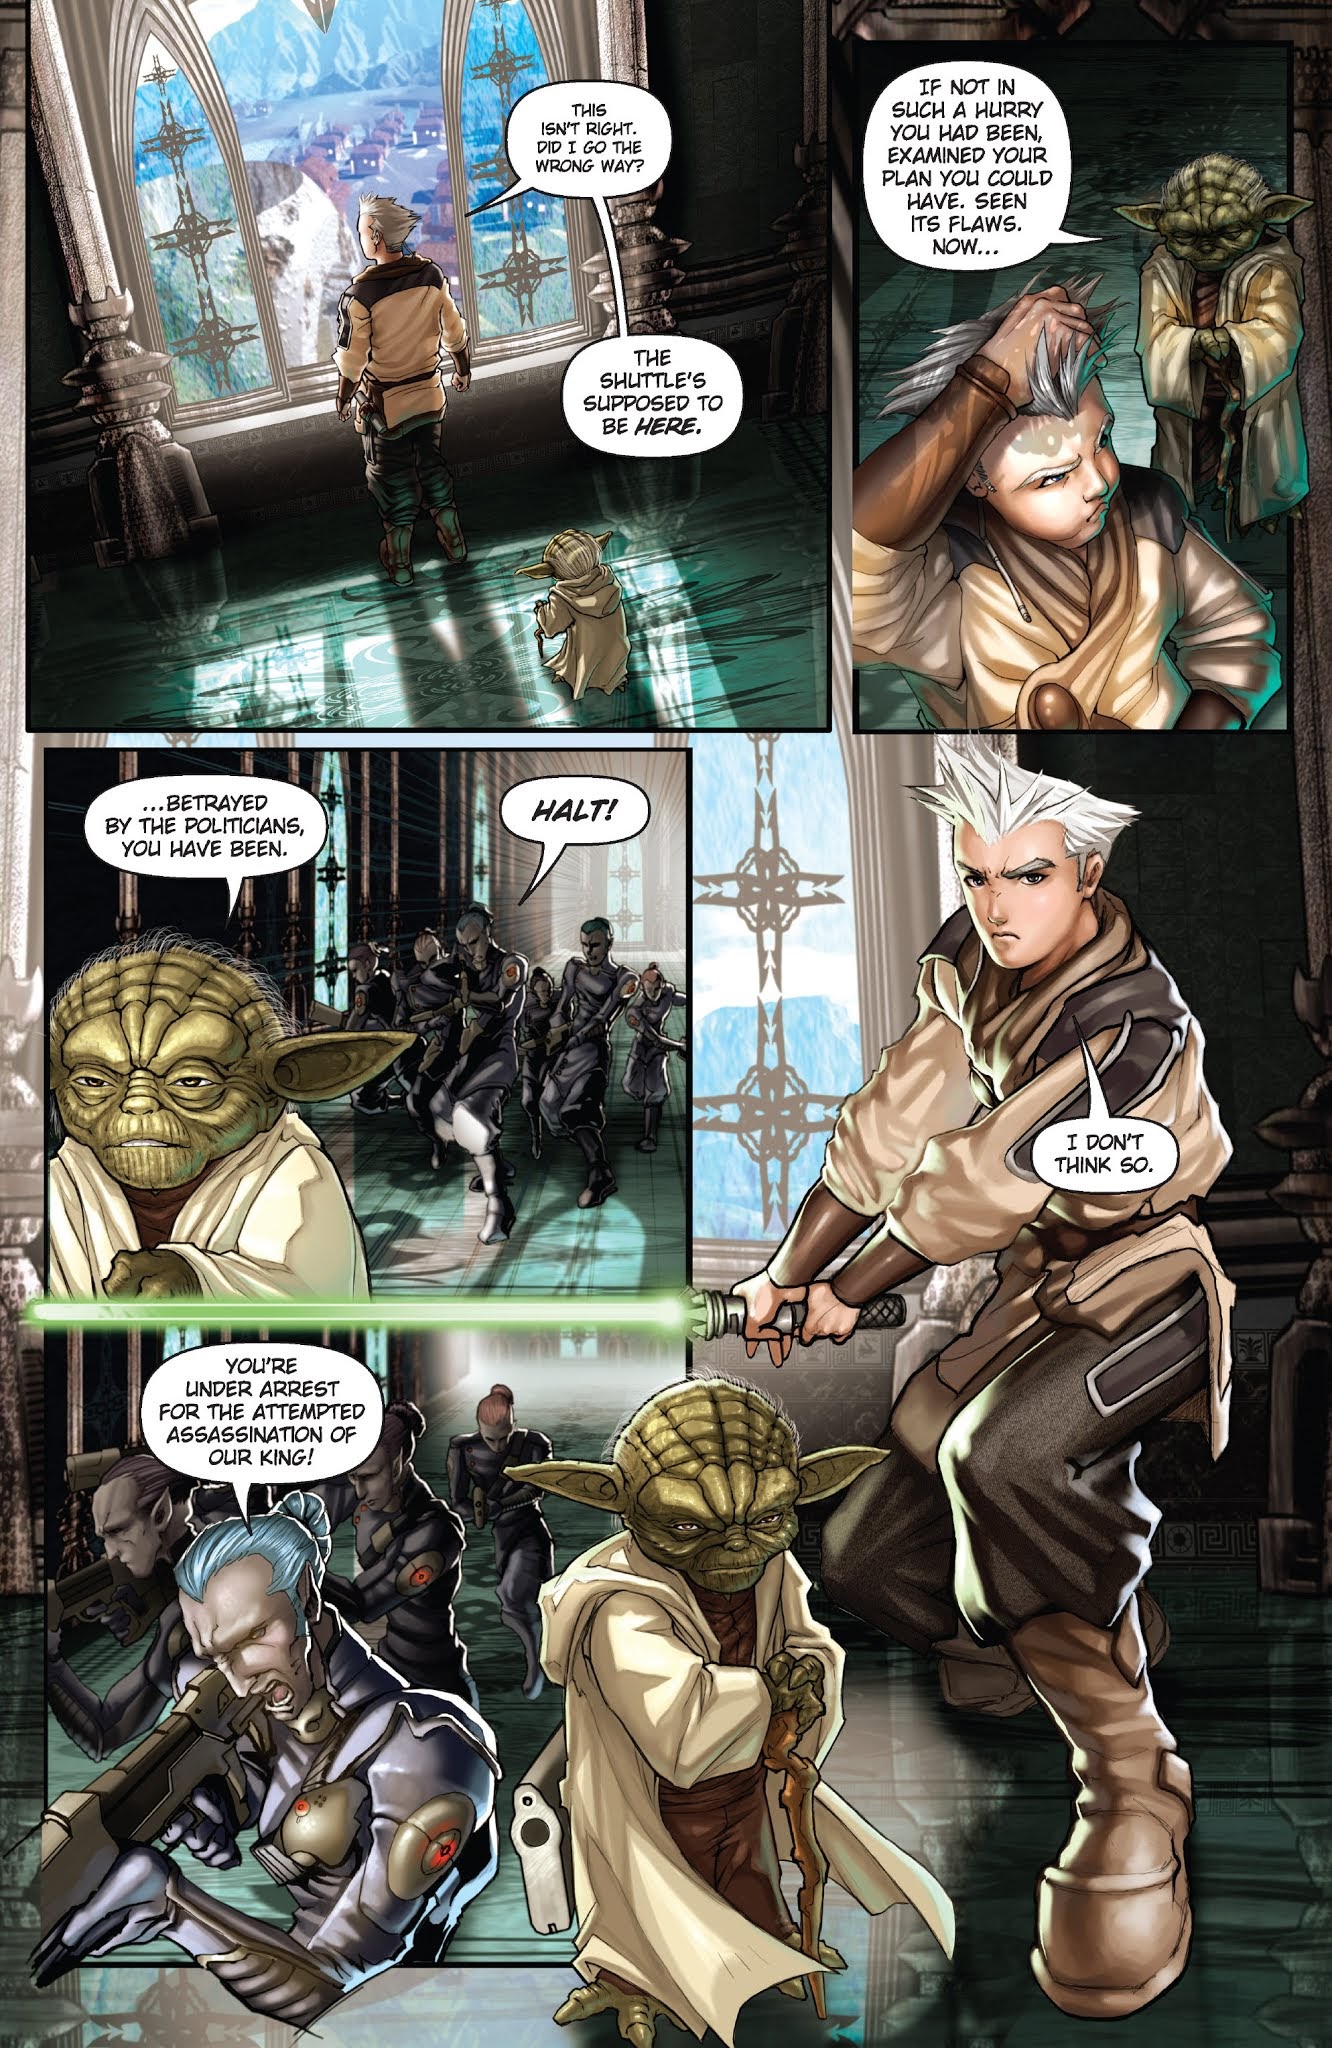 THIS
ISN'T RIGHT.
DID I GO THE
WRONG WAY?
THE
SHUTTLE'S
SUPPOSED TO
BE HERE.
IF NOT IN
SUCH A HURRY
YOU HAD BEEN,
EXAMINED YOUR
PLAN YOU COULD
HAVE. SEEN
ITS FLAWS.
NOW...
...BETRAYED
BY THE POLITICIANS,
YOU HAVE BEEN.
HALT!
I DON'T
THINK SO.
YOU'RE
UNDER ARREST
FOR THE ATTEMPTED
ASSASSINATION OF
OUR KING!